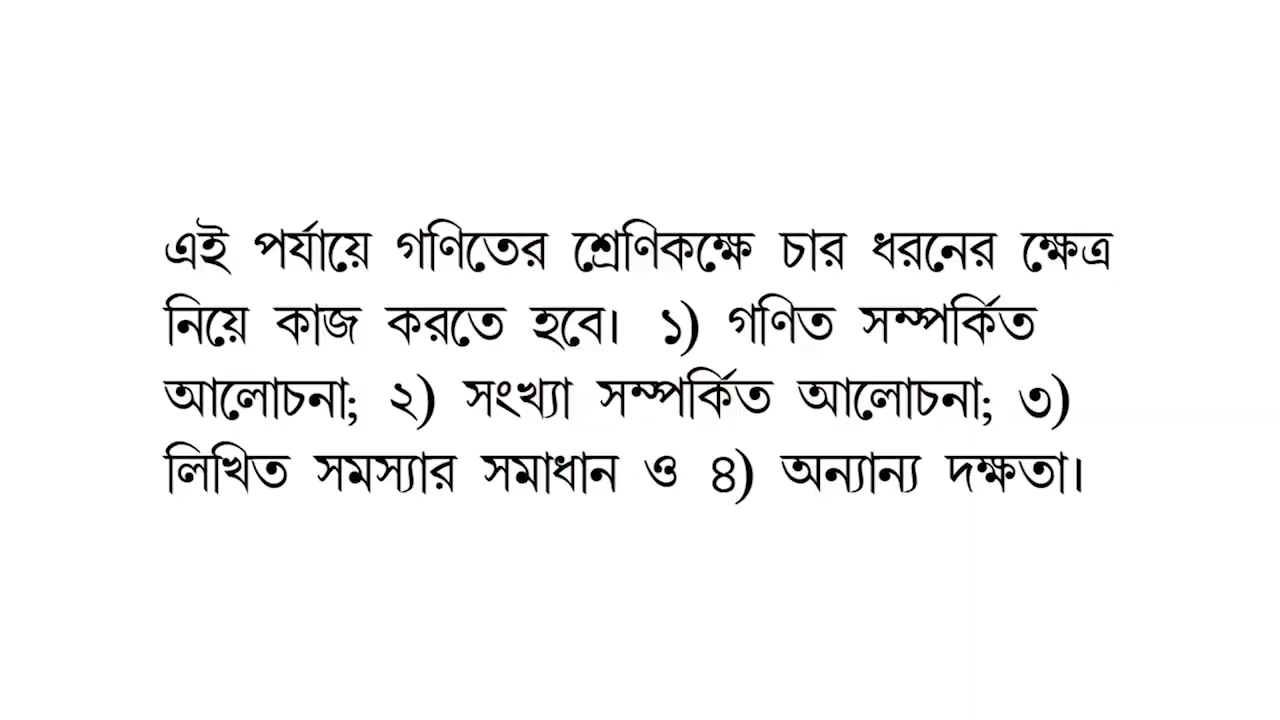 এই পর্যায়ে গণিতের শ্রেণিকক্ষে চার ধরনের ক্ষেত্র
নিয়ে কাজ করতে হবে। ১) গণিত সম্পর্কিত
আলোচনা; ২) সংখ্যা সম্পর্কিত আলোচনা; ৩)
লিখিত সমস্যার সমাধান ও ৪) অন্যান্য দক্ষতা।